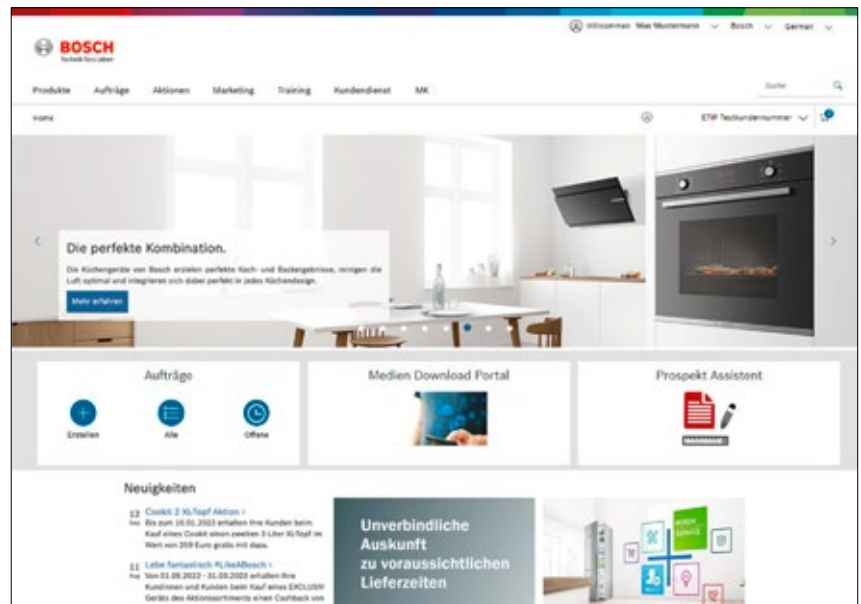 Willkommen Max Mustermann Bosch German
BOSCH
Technik fürs Leben
Produkte Aufträge Aktionen Marketing Training Kundendienst MK
Suche
Home
ETIP Testkundennummer
Die perfekte Kombination.
Die Küchengeräte von Bosch erzielen perfekte Koch- und Backergebnisse, reinigen die
Luft optimal und integrieren sich dabei perfekt in jedes Küchendesign.
Mehr erfahren
Aufträge
Erstellen Alle Offene
Medien Download Portal
Prospekt Assistent
Neuigkeiten
12 Cookit 2 XL-Topf Aktion ›
Bis zum 16.01.2023 erhalten Ihre Kunden beim
Kauf eines Cookit einen zweiten 3-Liter XL-Topf im
Wert von 259 Euro gratis mit dazu.
11 Lebe fantastisch #LikeABosch ›
Aug Von 01.09.2022 - 31.03.2023 erhalten Ihre
Kundinnen und Kunden beim Kauf eines EXCLUSIV
Geräts des Aktionssortiments einen Cashback von
Unverbindliche
Auskunft
zu voraussichtlichen
Lieferzeiten
BOSCH
SERVICE